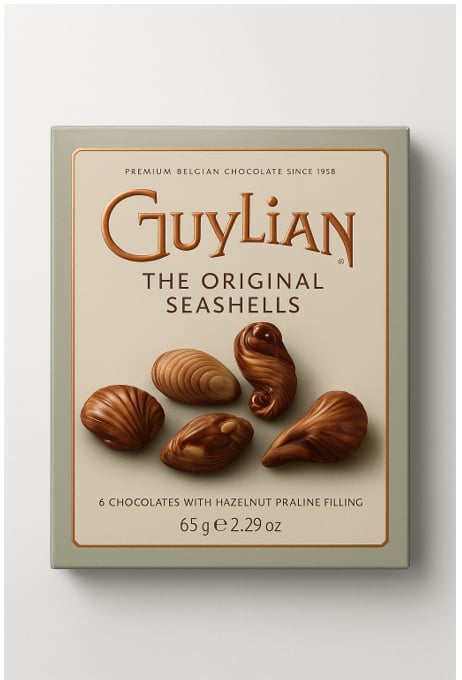 PREMIUM BELGIAN CHOCOLATE SINCE 1958
GUYLIAN®
THE ORIGINAL
SEASHELLS
6 CHOCOLATES WITH HAZELNUT PRALINE FILLING
65 g ℮ 2.29 oz